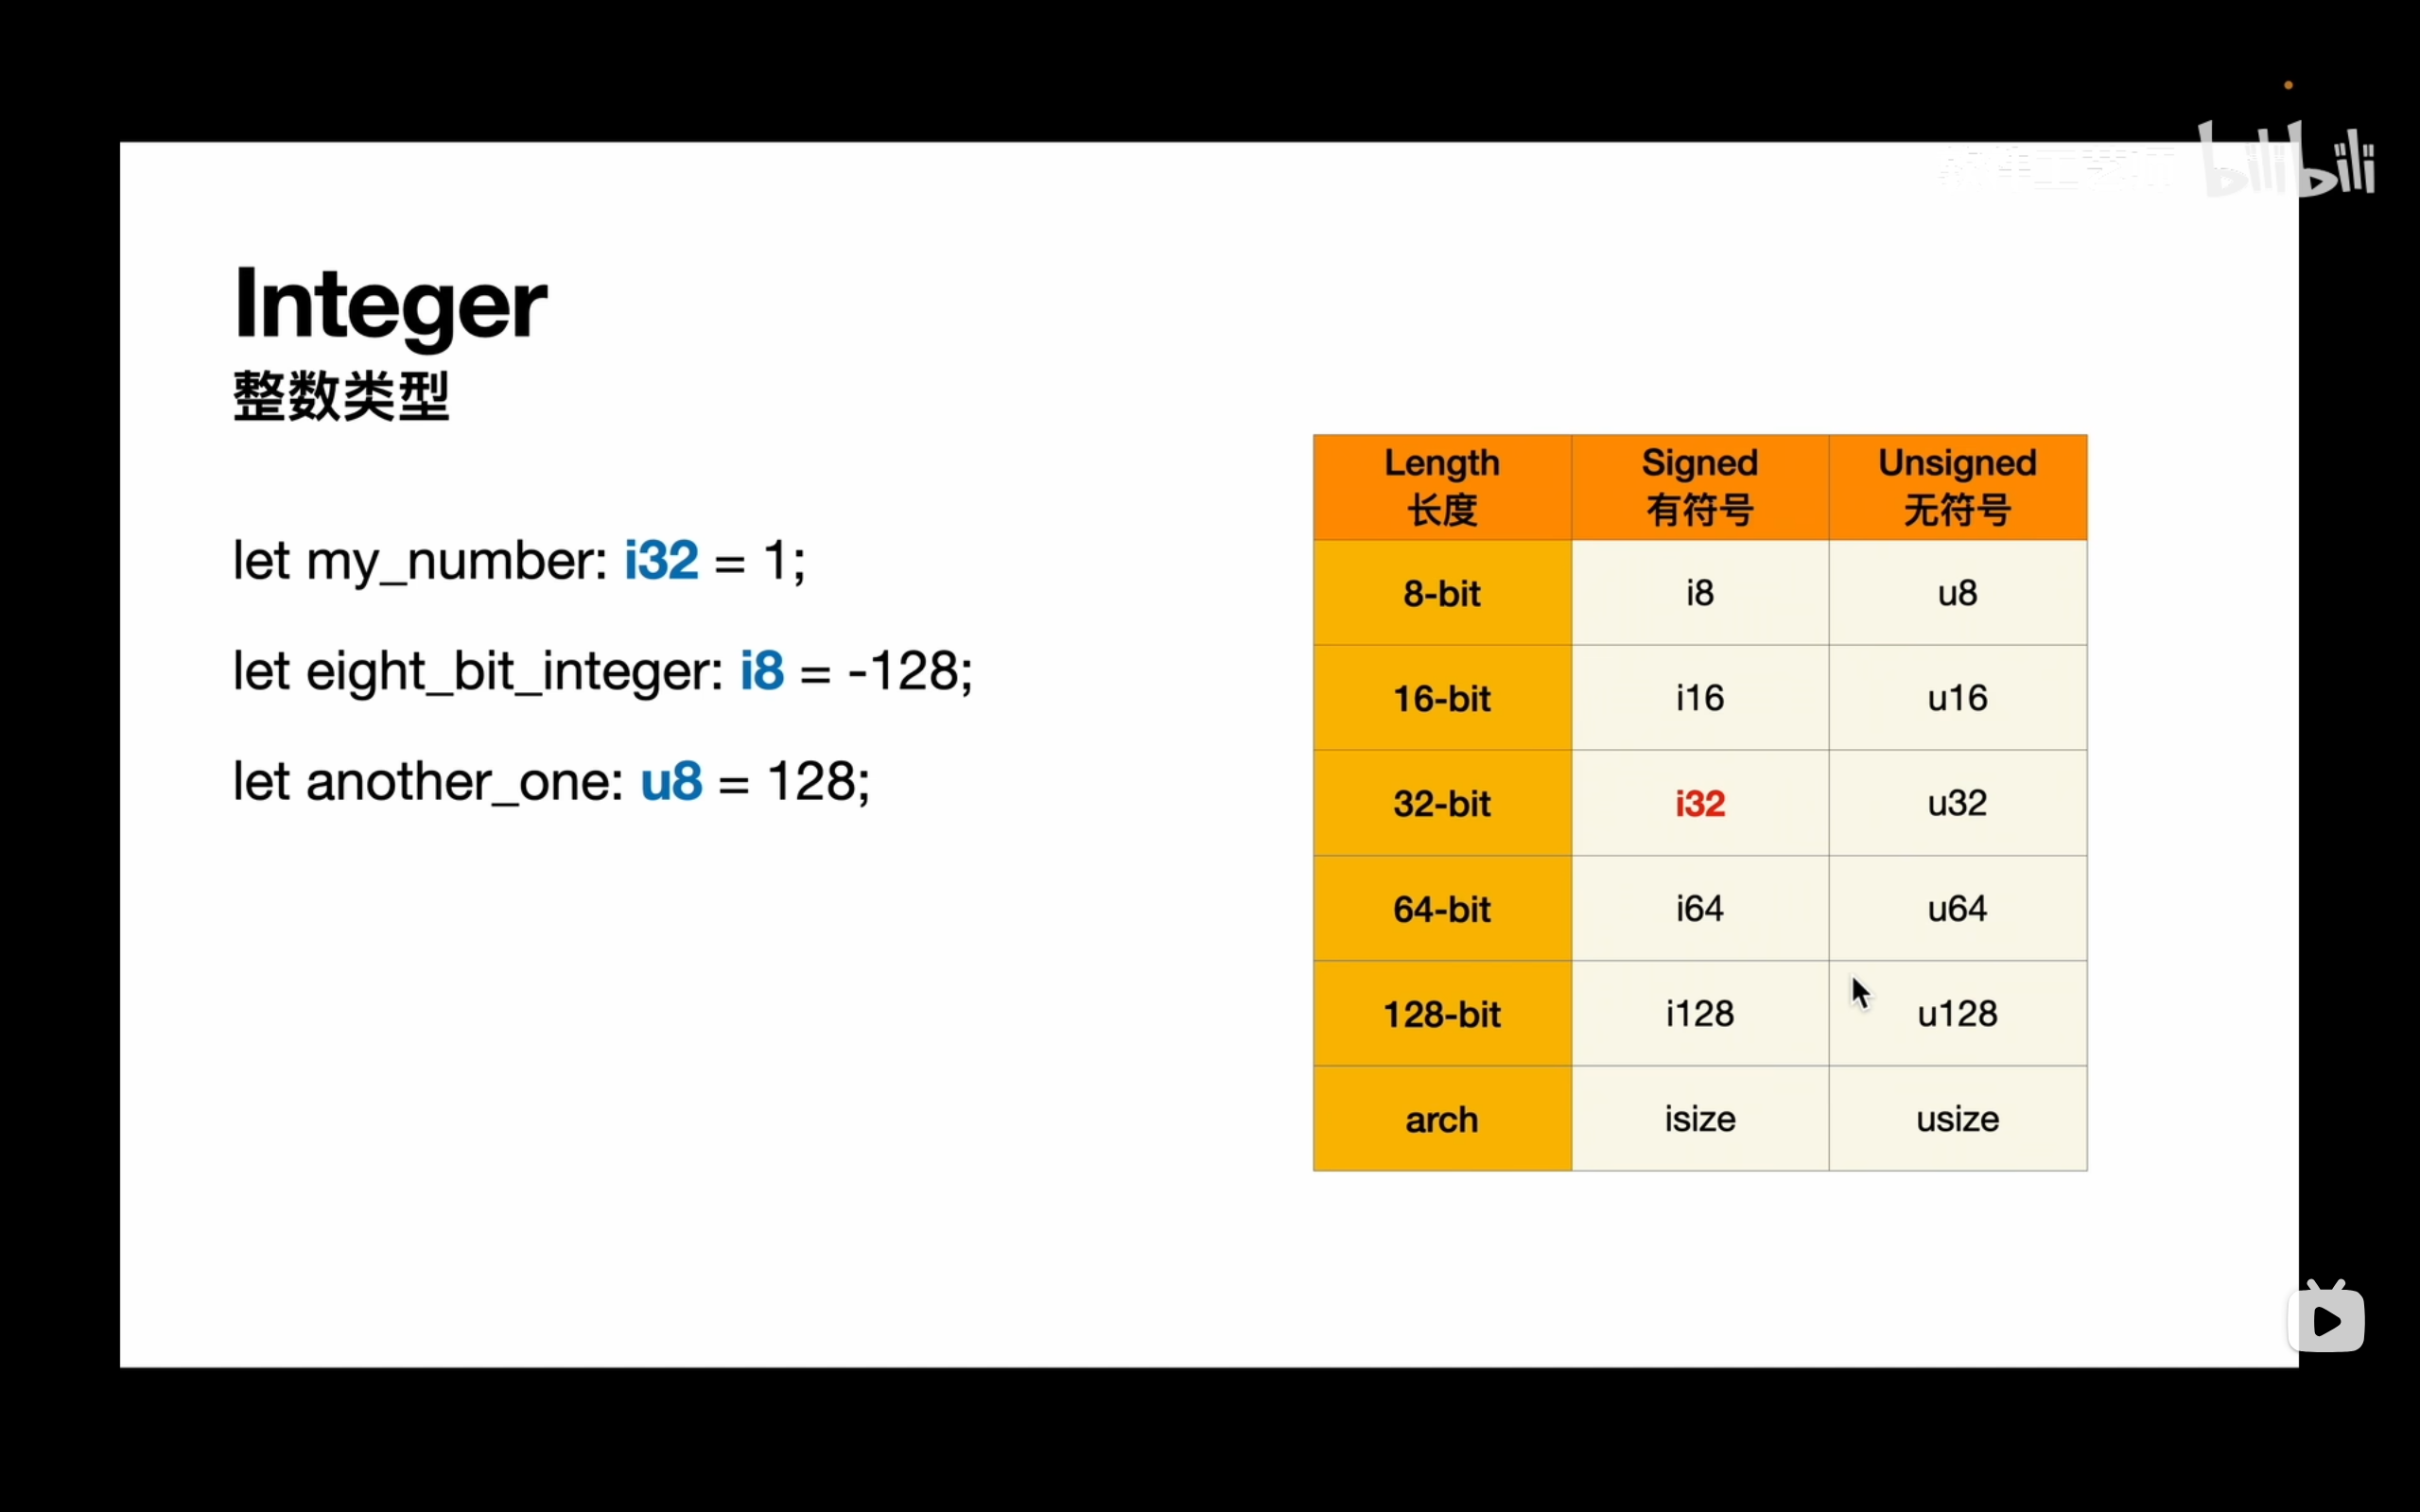 bilibili
Integer
整数类型
let my_number: i32 = 1;
let eight_bit_integer: i8 = -128;
let another_one: u8 = 128;
Length Signed Unsigned
长度 有符号 无符号
8-bit i8 u8
16-bit i16 u16
32-bit i32 u32
64-bit i64 u64
128-bit i128 u128
arch isize usize